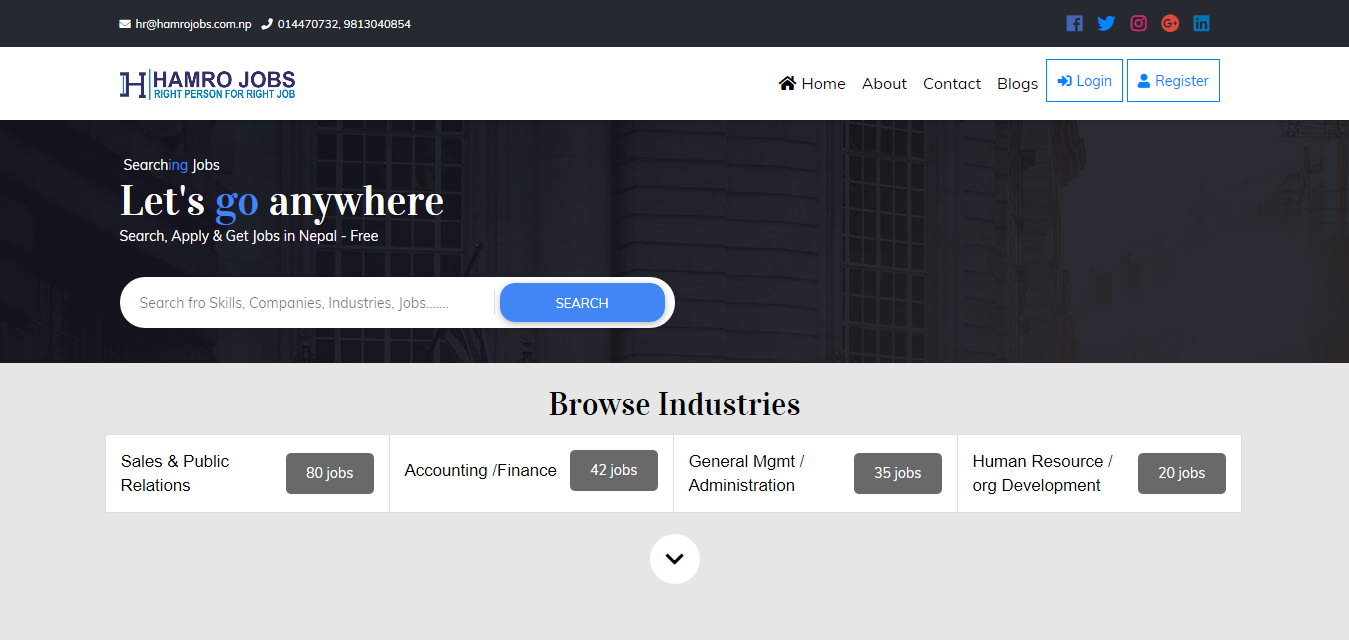 hr@hamrojobs.com.np 014470732, 9813040854
HAMRO JOBS
RIGHT PERSON FOR RIGHT JOB
Home About Contact Blogs Login Register
Searching Jobs
Let's go anywhere
Search, Apply & Get Jobs in Nepal - Free
Search fro Skills, Companies, Industries, Jobs....... SEARCH
Browse Industries
Sales & Public
Relations
80 jobs
Accounting /Finance
42 jobs
General Mgmt /
Administration
35 jobs
Human Resource /
org Development
20 jobs